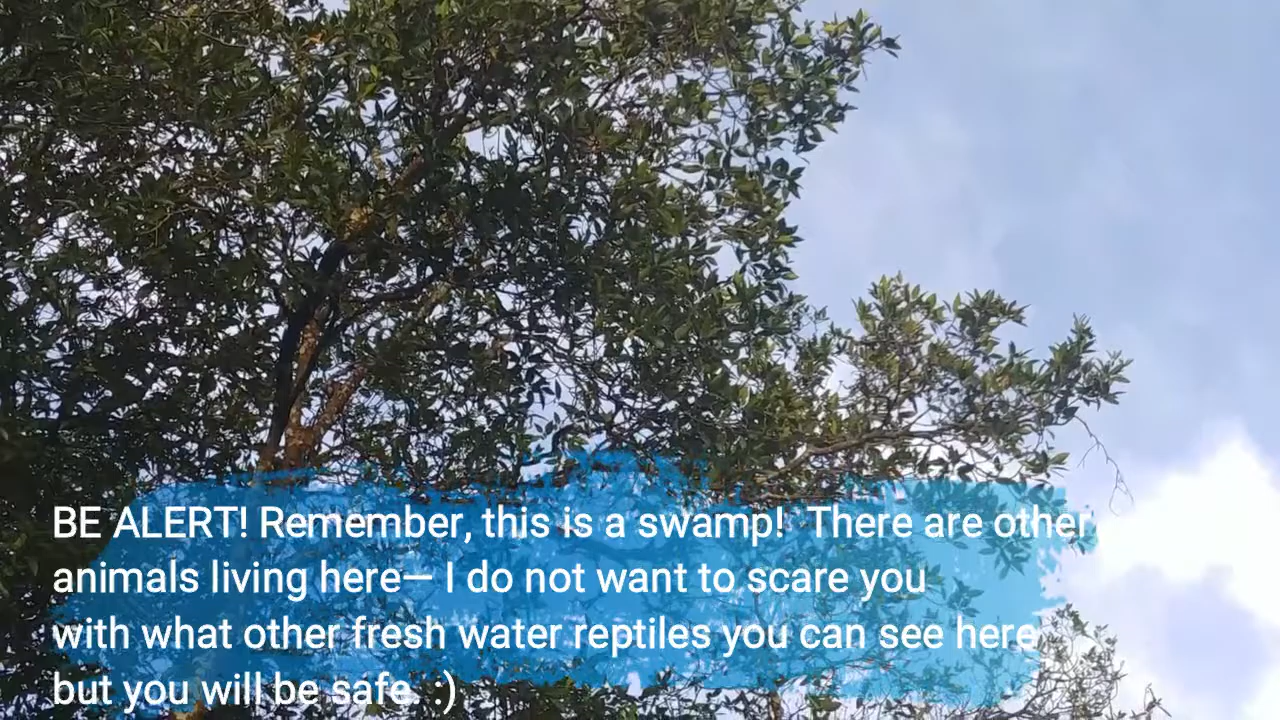 BE ALERT! Remember, this is a swamp!  There are other
animals living here— I do not want to scare you
with what other fresh water reptiles you can see here
but you will be safe. :)